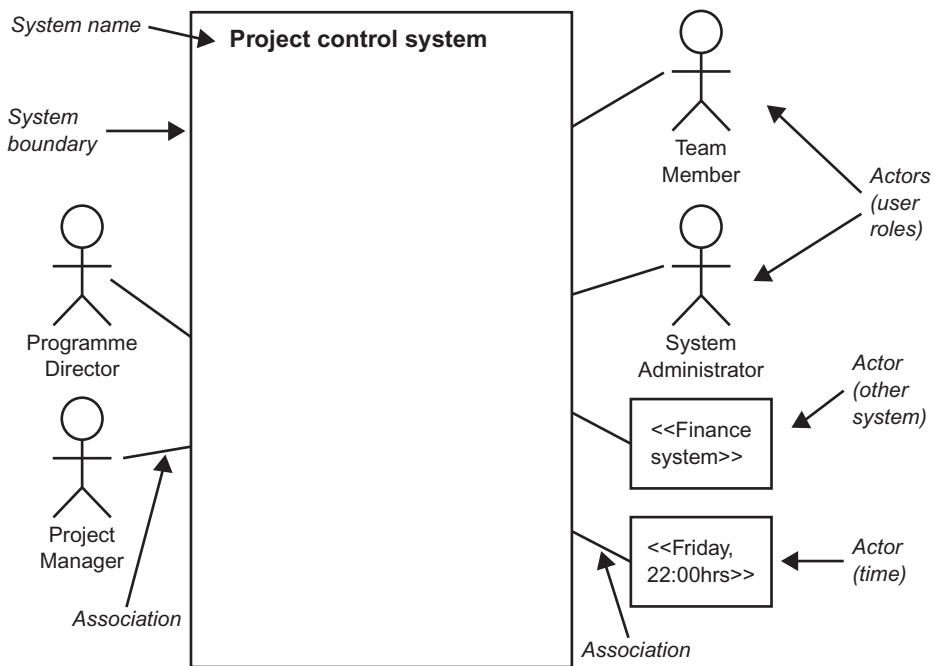 System name
Project control system
System
boundary
Team
Member
Actors
(user
roles)
Programme
Director
System
Administrator
Actor
(other
system)
<<Finance
system>>
Project
Manager
<<Friday,
22:00hrs>>
Actor
(time)
Association
Association